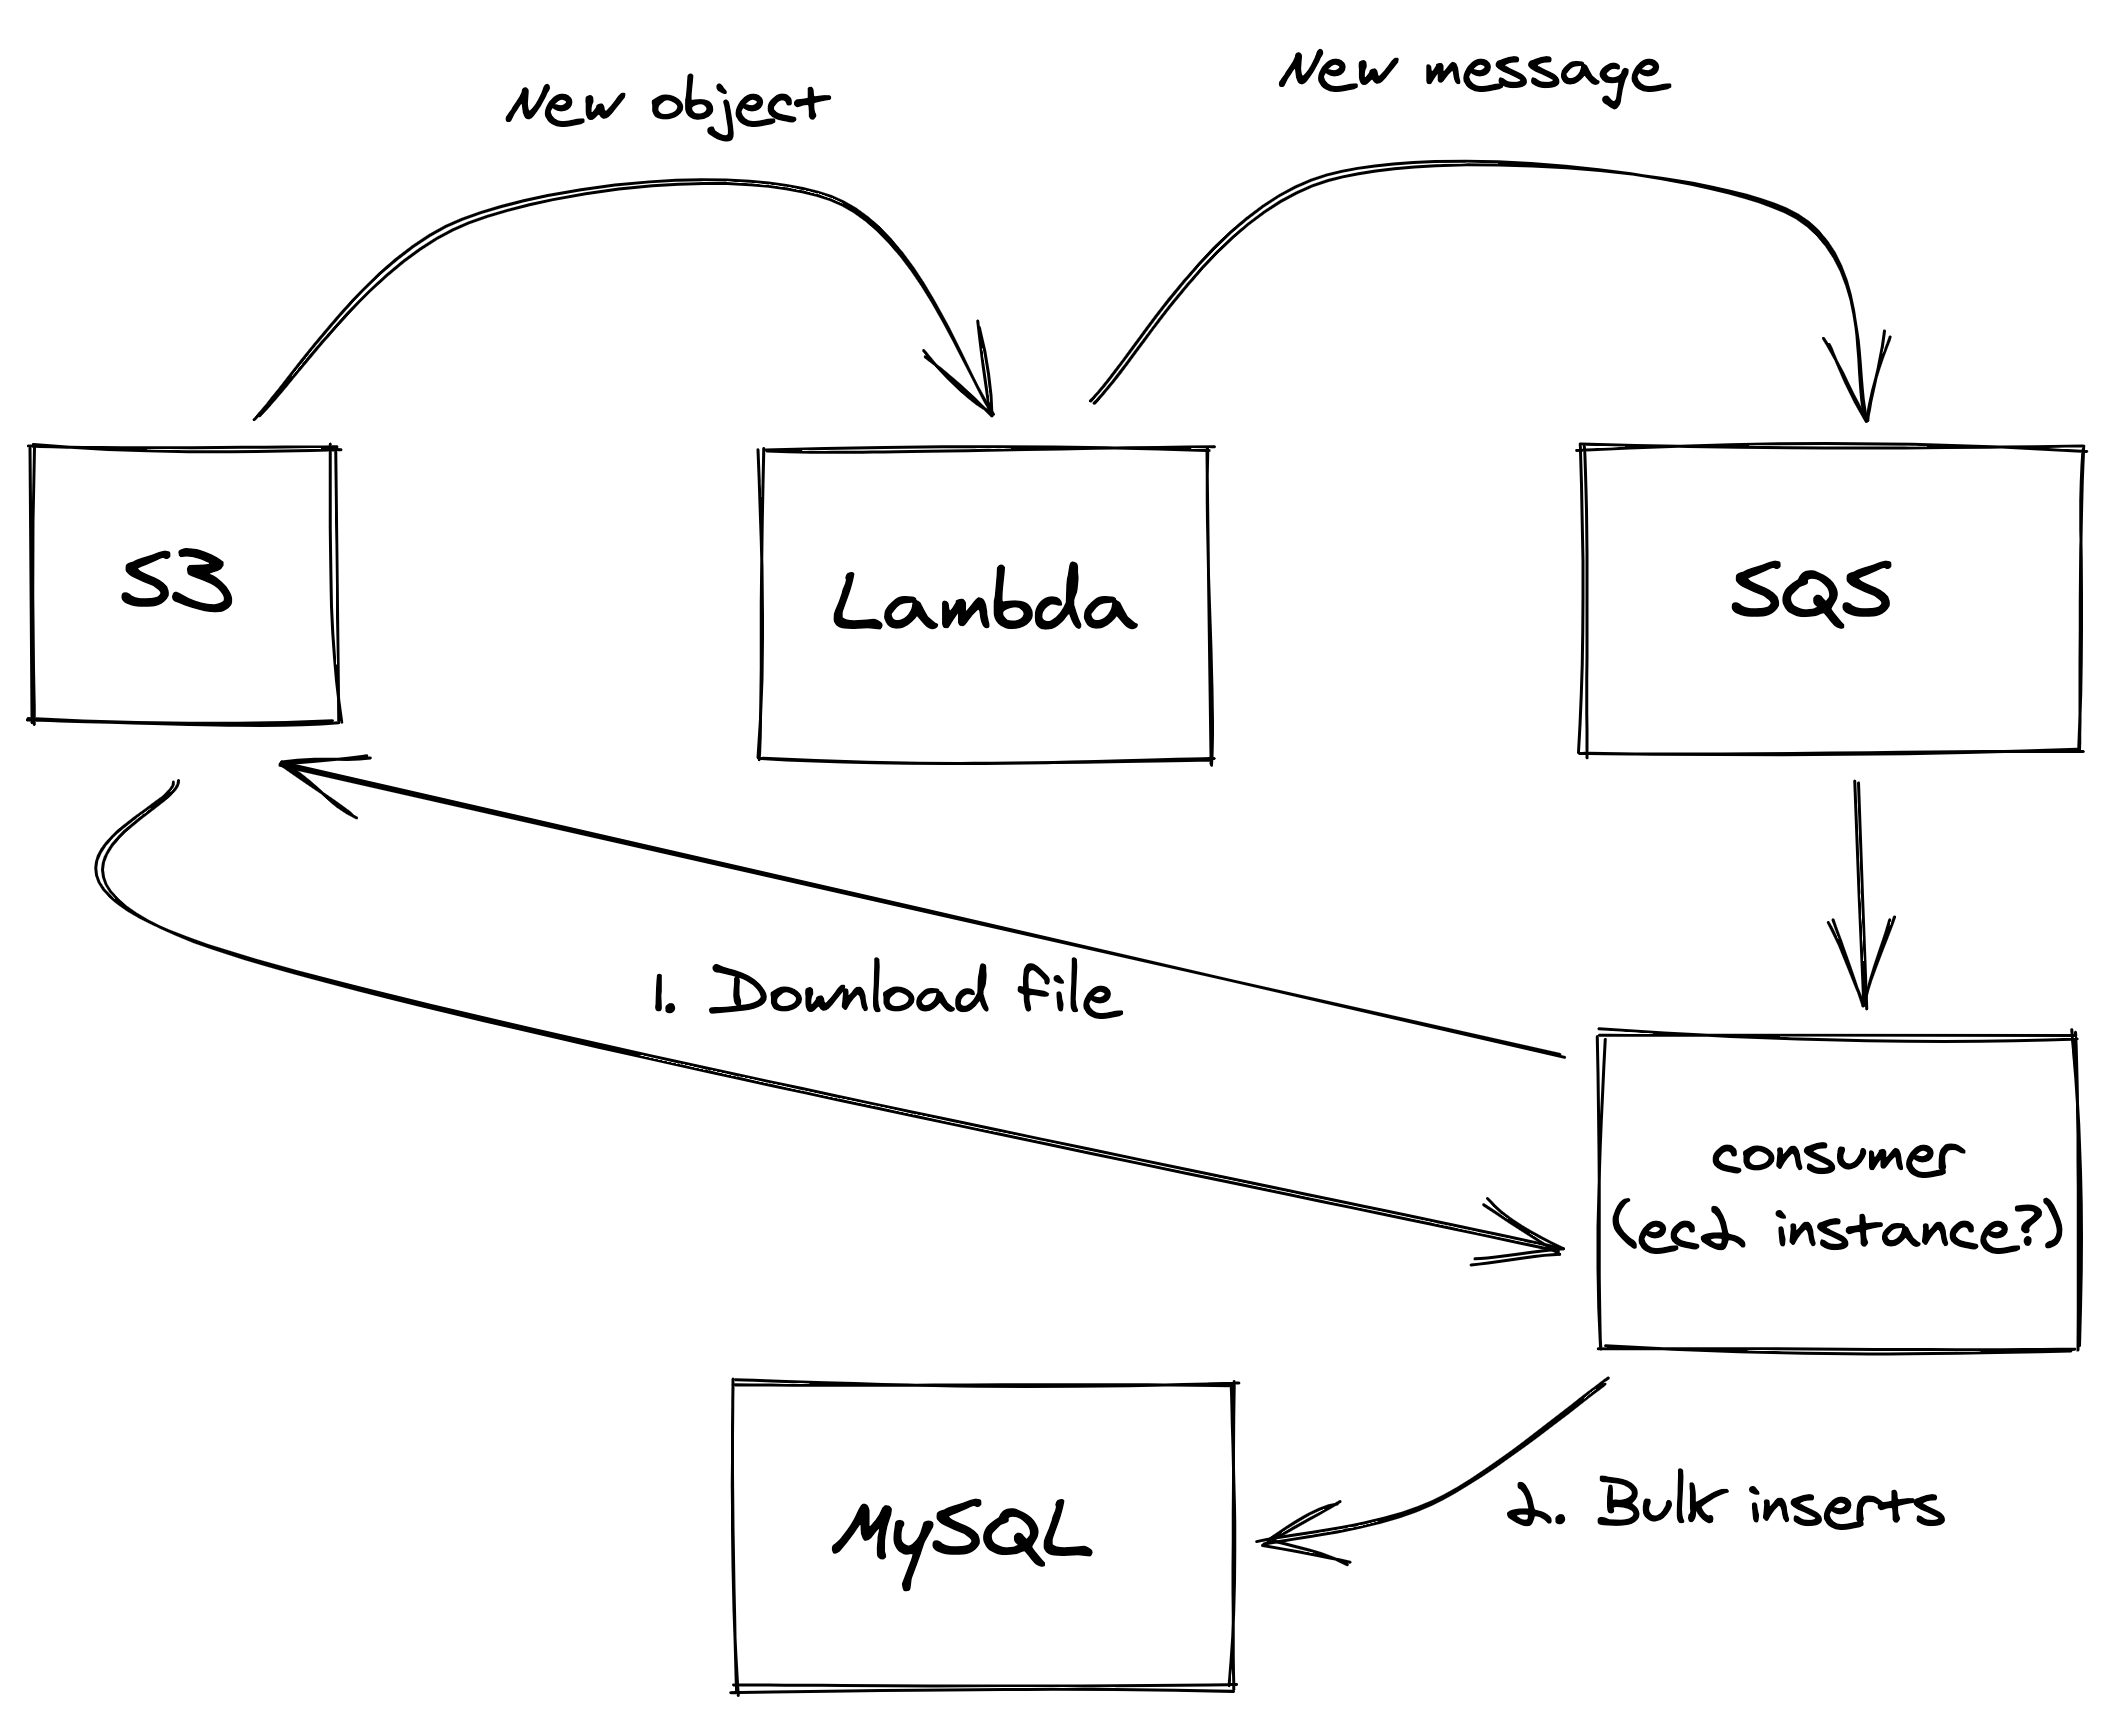 New object
New message
S3
Lambda
SQS
1. Download file
consumer
(ec2 instance?)
MySQL
2. Bulk inserts